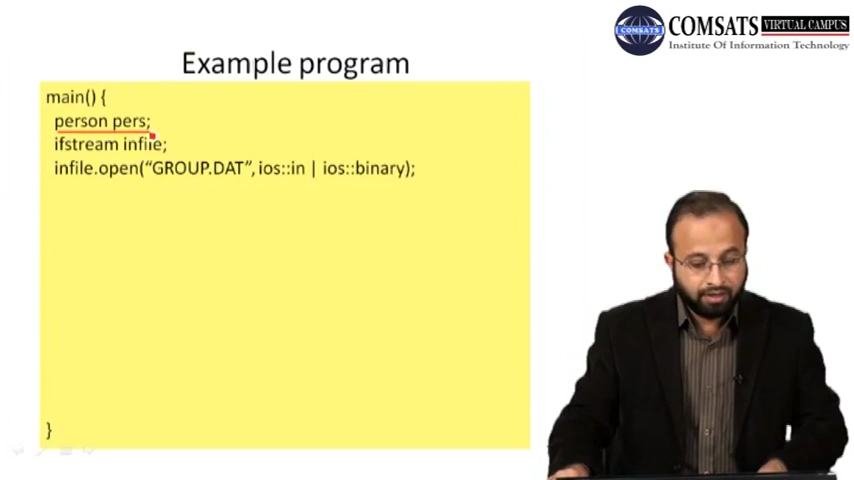 COMSATS VIRTUAL CAMPUS
COMSATS
Institute Of Information Technology
Example program
main() {
person pers;
ifstream infile;
infile.open(“GROUP.DAT”, ios::in | ios::binary);
}